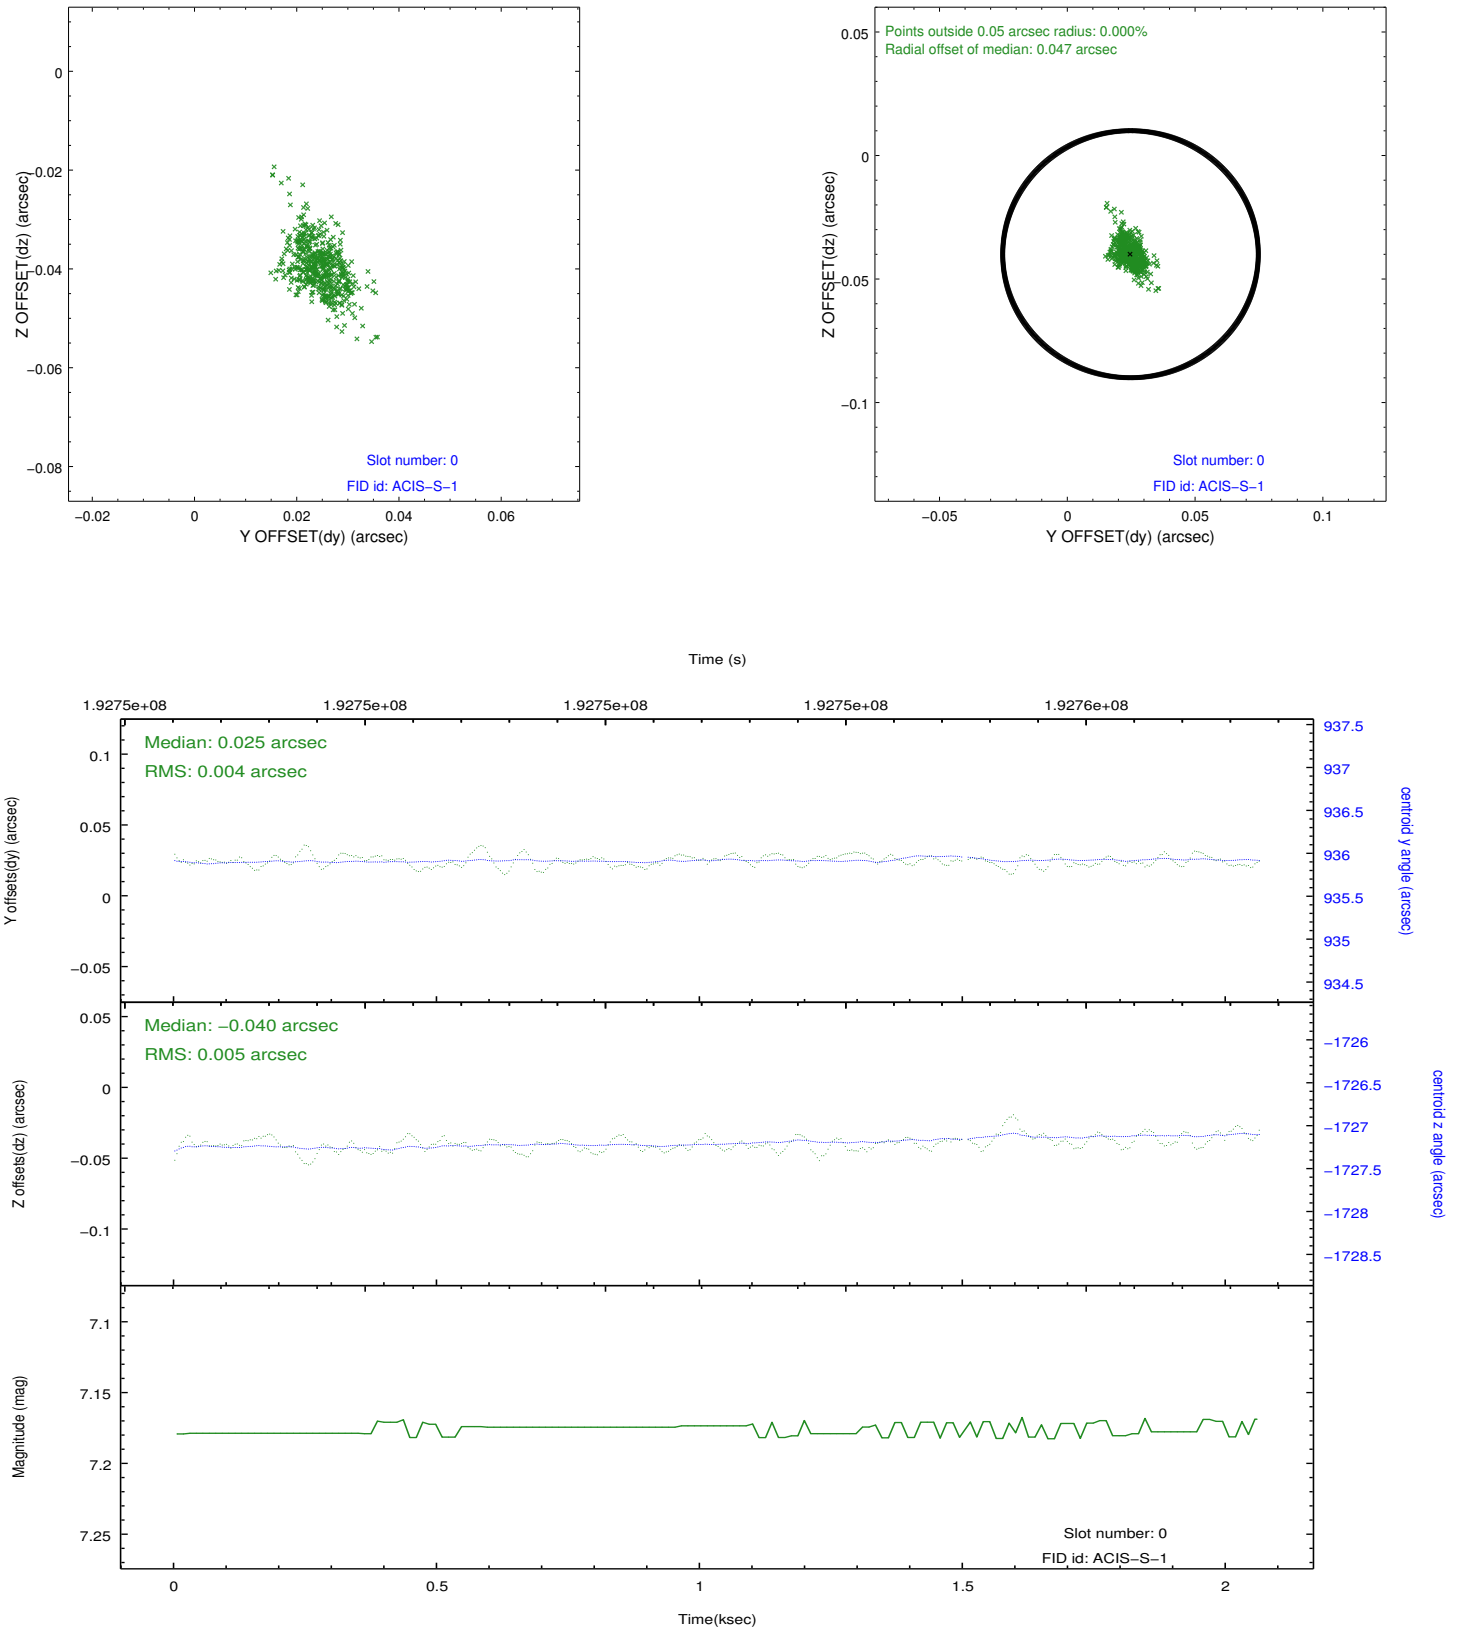 0
−0.02
−0.04
−0.06
−0.08
Z OFFSET(dz) (arcsec)
Slot number: 0
FID id: ACIS−S−1
−0.02 0 0.02 0.04 0.06
Y OFFSET(dy) (arcsec)
Points outside 0.05 arcsec radius: 0.000%
Radial offset of median: 0.047 arcsec
0.05
0
−0.05
−0.1
Z OFFSET(dz) (arcsec)
Slot number: 0
FID id: ACIS−S−1
−0.05 0 0.05 0.1
Y OFFSET(dy) (arcsec)
Time (s)
1.9275e+08 1.9275e+08 1.9275e+08 1.9275e+08 1.9276e+08
Median: 0.025 arcsec
RMS: 0.004 arcsec
0.1
0.05
0
−0.05
Y offsets(dy) (arcsec)
937.5
937
936.5
936
935.5
935
934.5
centroid y angle (arcsec)
Median: −0.040 arcsec
RMS: 0.005 arcsec
0.05
0
−0.05
−0.1
Z offsets(dz) (arcsec)
−1726
−1726.5
−1727
−1727.5
−1728
−1728.5
centroid z angle (arcsec)
7.1
7.15
7.2
7.25
Magnitude (mag)
Slot number: 0
FID id: ACIS−S−1
0 0.5 1 1.5 2
Time(ksec)